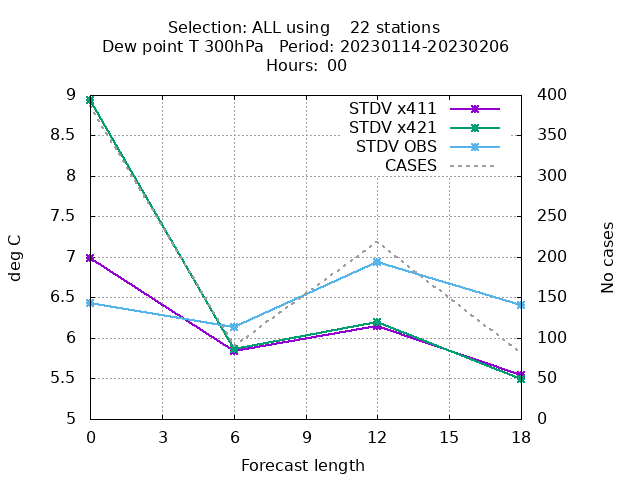 Selection: ALL using    22 stations
Dew point T 300hPa   Period: 20230114-20230206
Hours:  00
9
8.5
8
7.5
7
6.5
6
5.5
5
400
350
300
250
200
150
100
50
0
STDV x411
STDV x421
STDV OBS
CASES
deg C
No cases
0 3 6 9 12 15 18
Forecast length